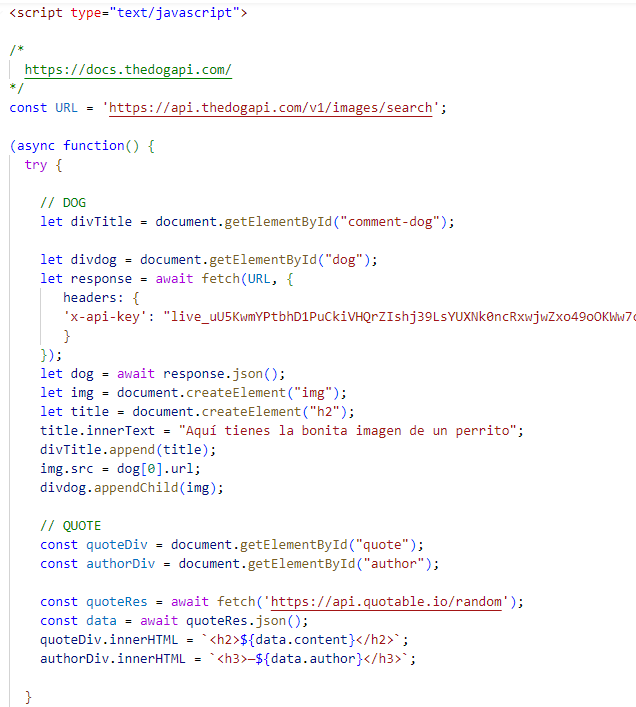 <script type="text/javascript">
/*
https://docs.thedogapi.com/
*/
const URL = 'https://api.thedogapi.com/v1/images/search';
(async function() {
try {
// DOG
let divTitle = document.getElementById("comment-dog");
let divdog = document.getElementById("dog");
let response = await fetch(URL, {
headers: {
'x-api-key': "live_uU5KwmYPtbhD1PuCkiVHQrZIshj39LsYUXNk0ncRxwjwZxo49oOKWw7
}
});
let dog = await response.json();
let img = document.createElement("img");
let title = document.createElement("h2");
title.innerText = "Aquí tienes la bonita imagen de un perrito";
divTitle.append(title);
img.src = dog[0].url;
divdog.appendChild(img);
// QUOTE
const quoteDiv = document.getElementById("quote");
const authorDiv = document.getElementById("author");
const quoteRes = await fetch('https://api.quotable.io/random');
const data = await quoteRes.json();
quoteDiv.innerHTML = `<h2>${data.content}</h2>`;
authorDiv.innerHTML = `<h3>—${data.author}</h3>`;
}